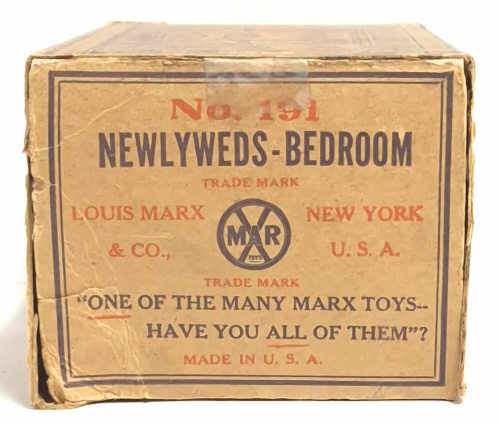 No. 191
NEWLYWEDS-BEDROOM
TRADE MARK
LOUIS MARX
& CO.,
MAR
TOYS
NEW YORK
U. S. A.
TRADE MARK
"ONE OF THE MANY MARX TOYS--
HAVE YOU ALL OF THEM"?
MADE IN U. S. A.